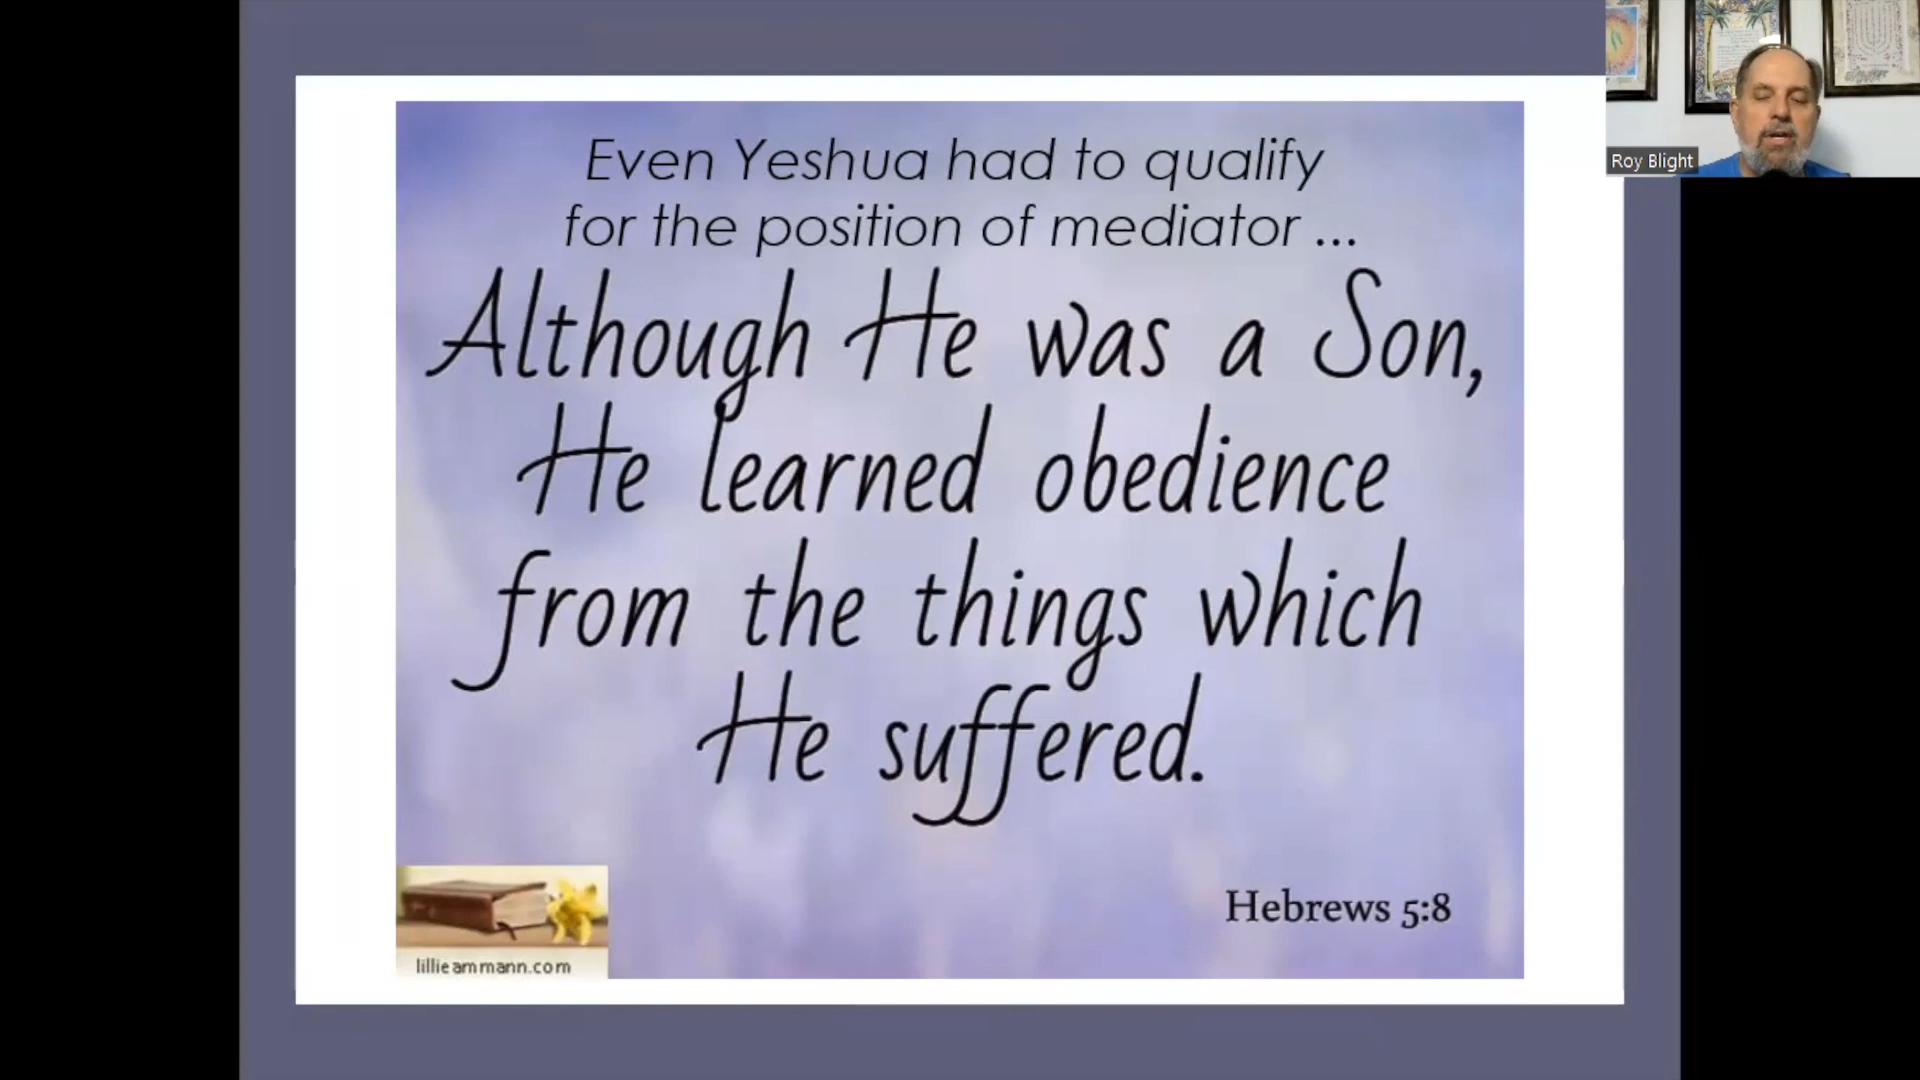 Even Yeshua had to qualify
for the position of mediator ...
Although He was a Son,
He learned obedience
from the things which
He suffered.
Hebrews 5:8
lillieammann.com
Roy Blight